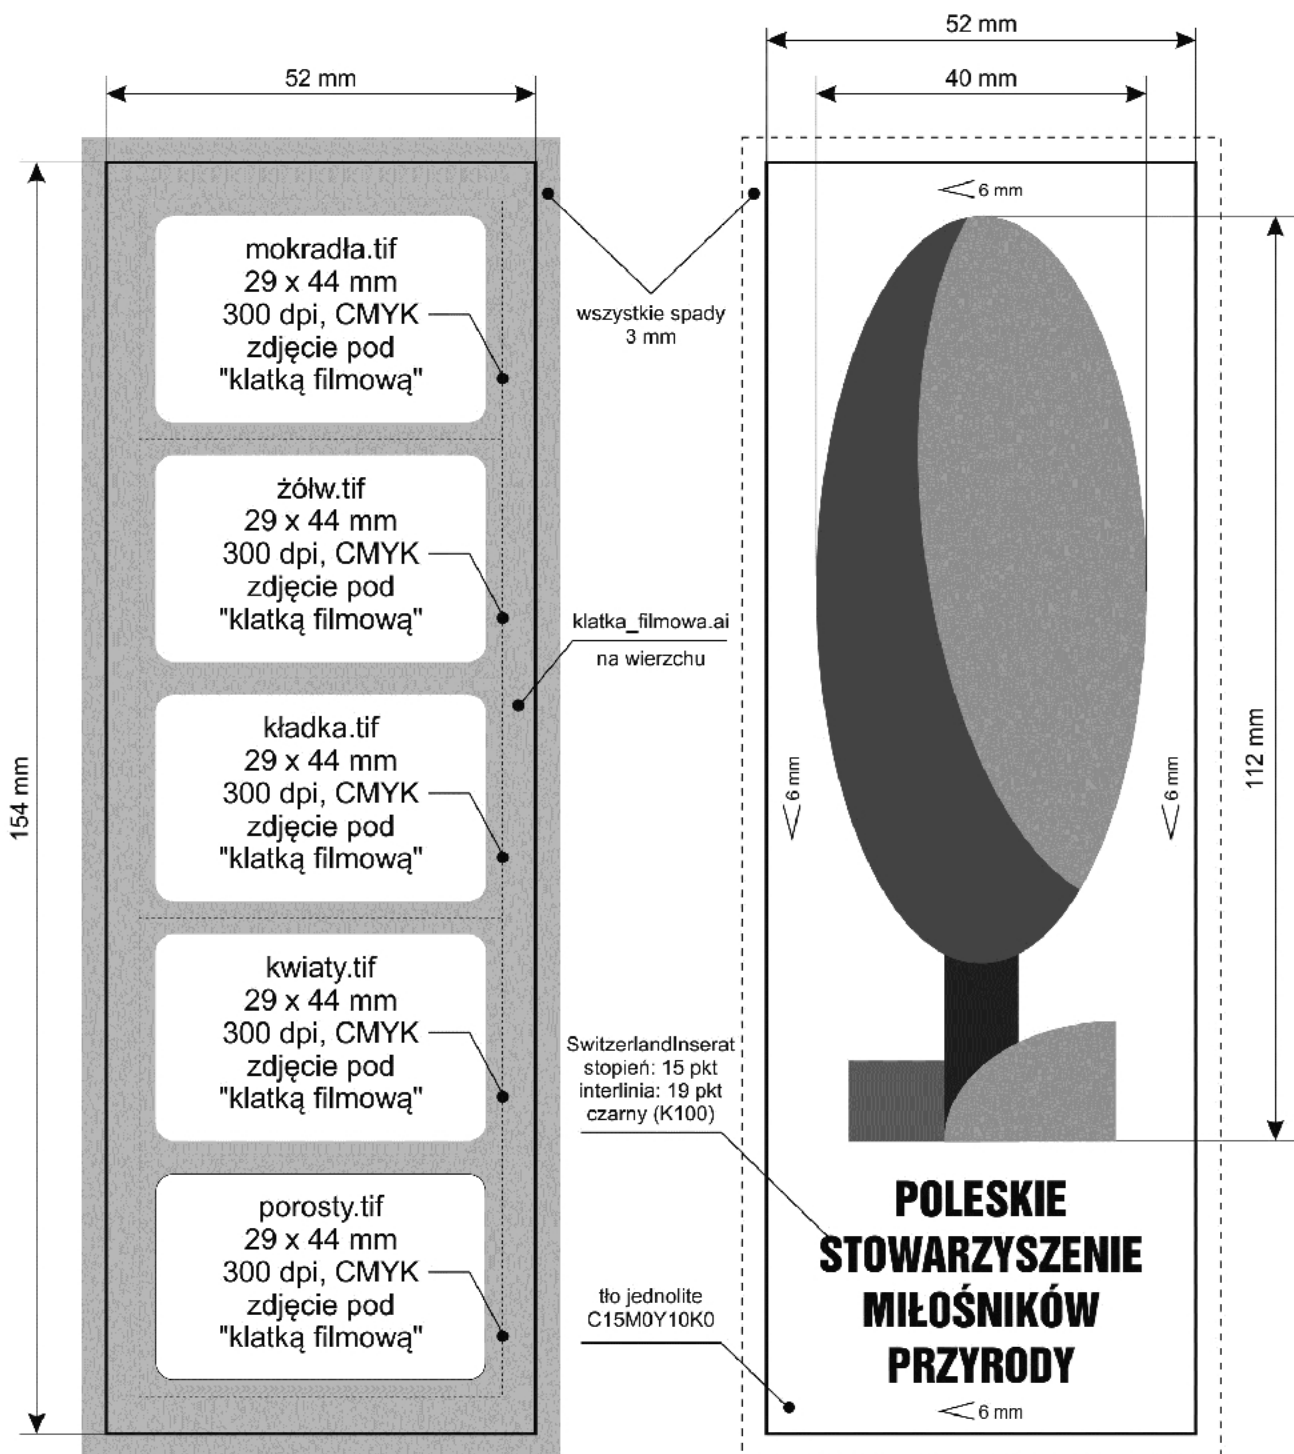 52 mm
154 mm
mokradła.tif
29 x 44 mm
300 dpi, CMYK
zdjęcie pod
"klatką filmową"
żółw.tif
29 x 44 mm
300 dpi, CMYK
zdjęcie pod
"klatką filmową"
kładka.tif
29 x 44 mm
300 dpi, CMYK
zdjęcie pod
"klatką filmową"
kwiaty.tif
29 x 44 mm
300 dpi, CMYK
zdjęcie pod
"klatką filmową"
porosty.tif
29 x 44 mm
300 dpi, CMYK
zdjęcie pod
"klatką filmową"
wszystkie spady
3 mm
klatka_filmowa.ai
na wierzchu
SwitzerlandInserat
stopień: 15 pkt
interlinia: 19 pkt
czarny (K100)
tło jednolite
C15M0Y10K0
52 mm
40 mm
< 6 mm
< 6 mm
< 6 mm
112 mm
POLESKIE
STOWARZYSZENIE
MIŁOŚNIKÓW
PRZYRODY
< 6 mm